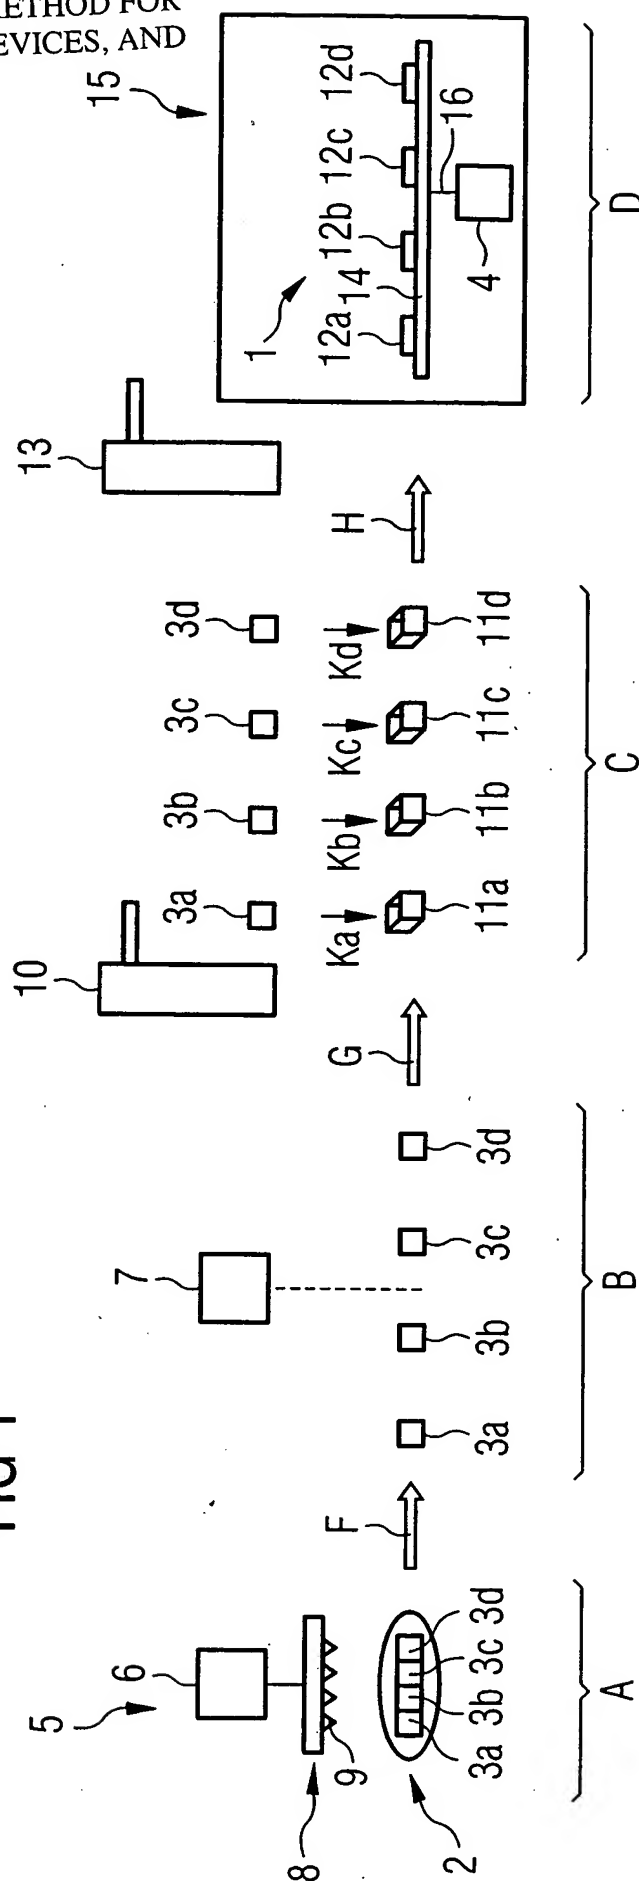 METHOD FOR
EVICES, AND
5
6
8
9
2
3a 3b 3c 3d
A
F
7
3a
3b
3c
3d
B
G
10
3a
3b
3c
3d
Ka
Kb
Kc
Kd
11a
11b
11c
11d
C
H
13
15
1
12a
14
12b
12c
12d
16
4
D